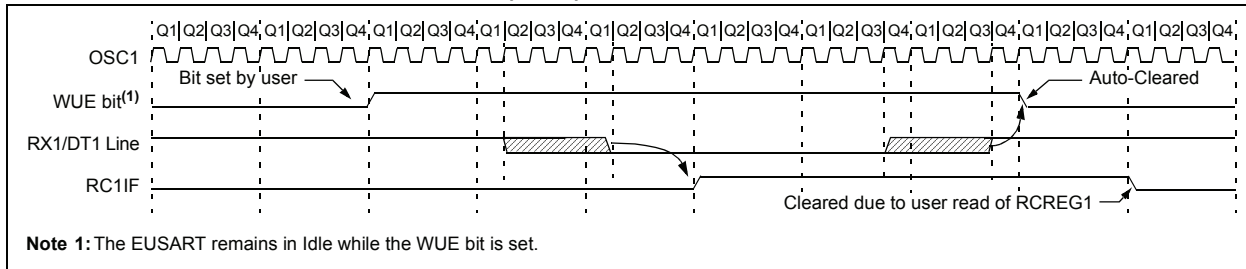 Q1 Q2 Q3 Q4 Q1 Q2 Q3 Q4 Q1 Q2 Q3 Q4 Q1 Q2 Q3 Q4 Q1 Q2 Q3 Q4 Q1 Q2 Q3 Q4 Q1 Q2 Q3 Q4 Q1 Q2 Q3 Q4 Q1 Q2 Q3 Q4 Q1 Q2 Q3 Q4
OSC1
Bit set by user
Auto-Cleared
WUE bit(1)
RX1/DT1 Line
RC1IF
Cleared due to user read of RCREG1
Note 1: The EUSART remains in Idle while the WUE bit is set.